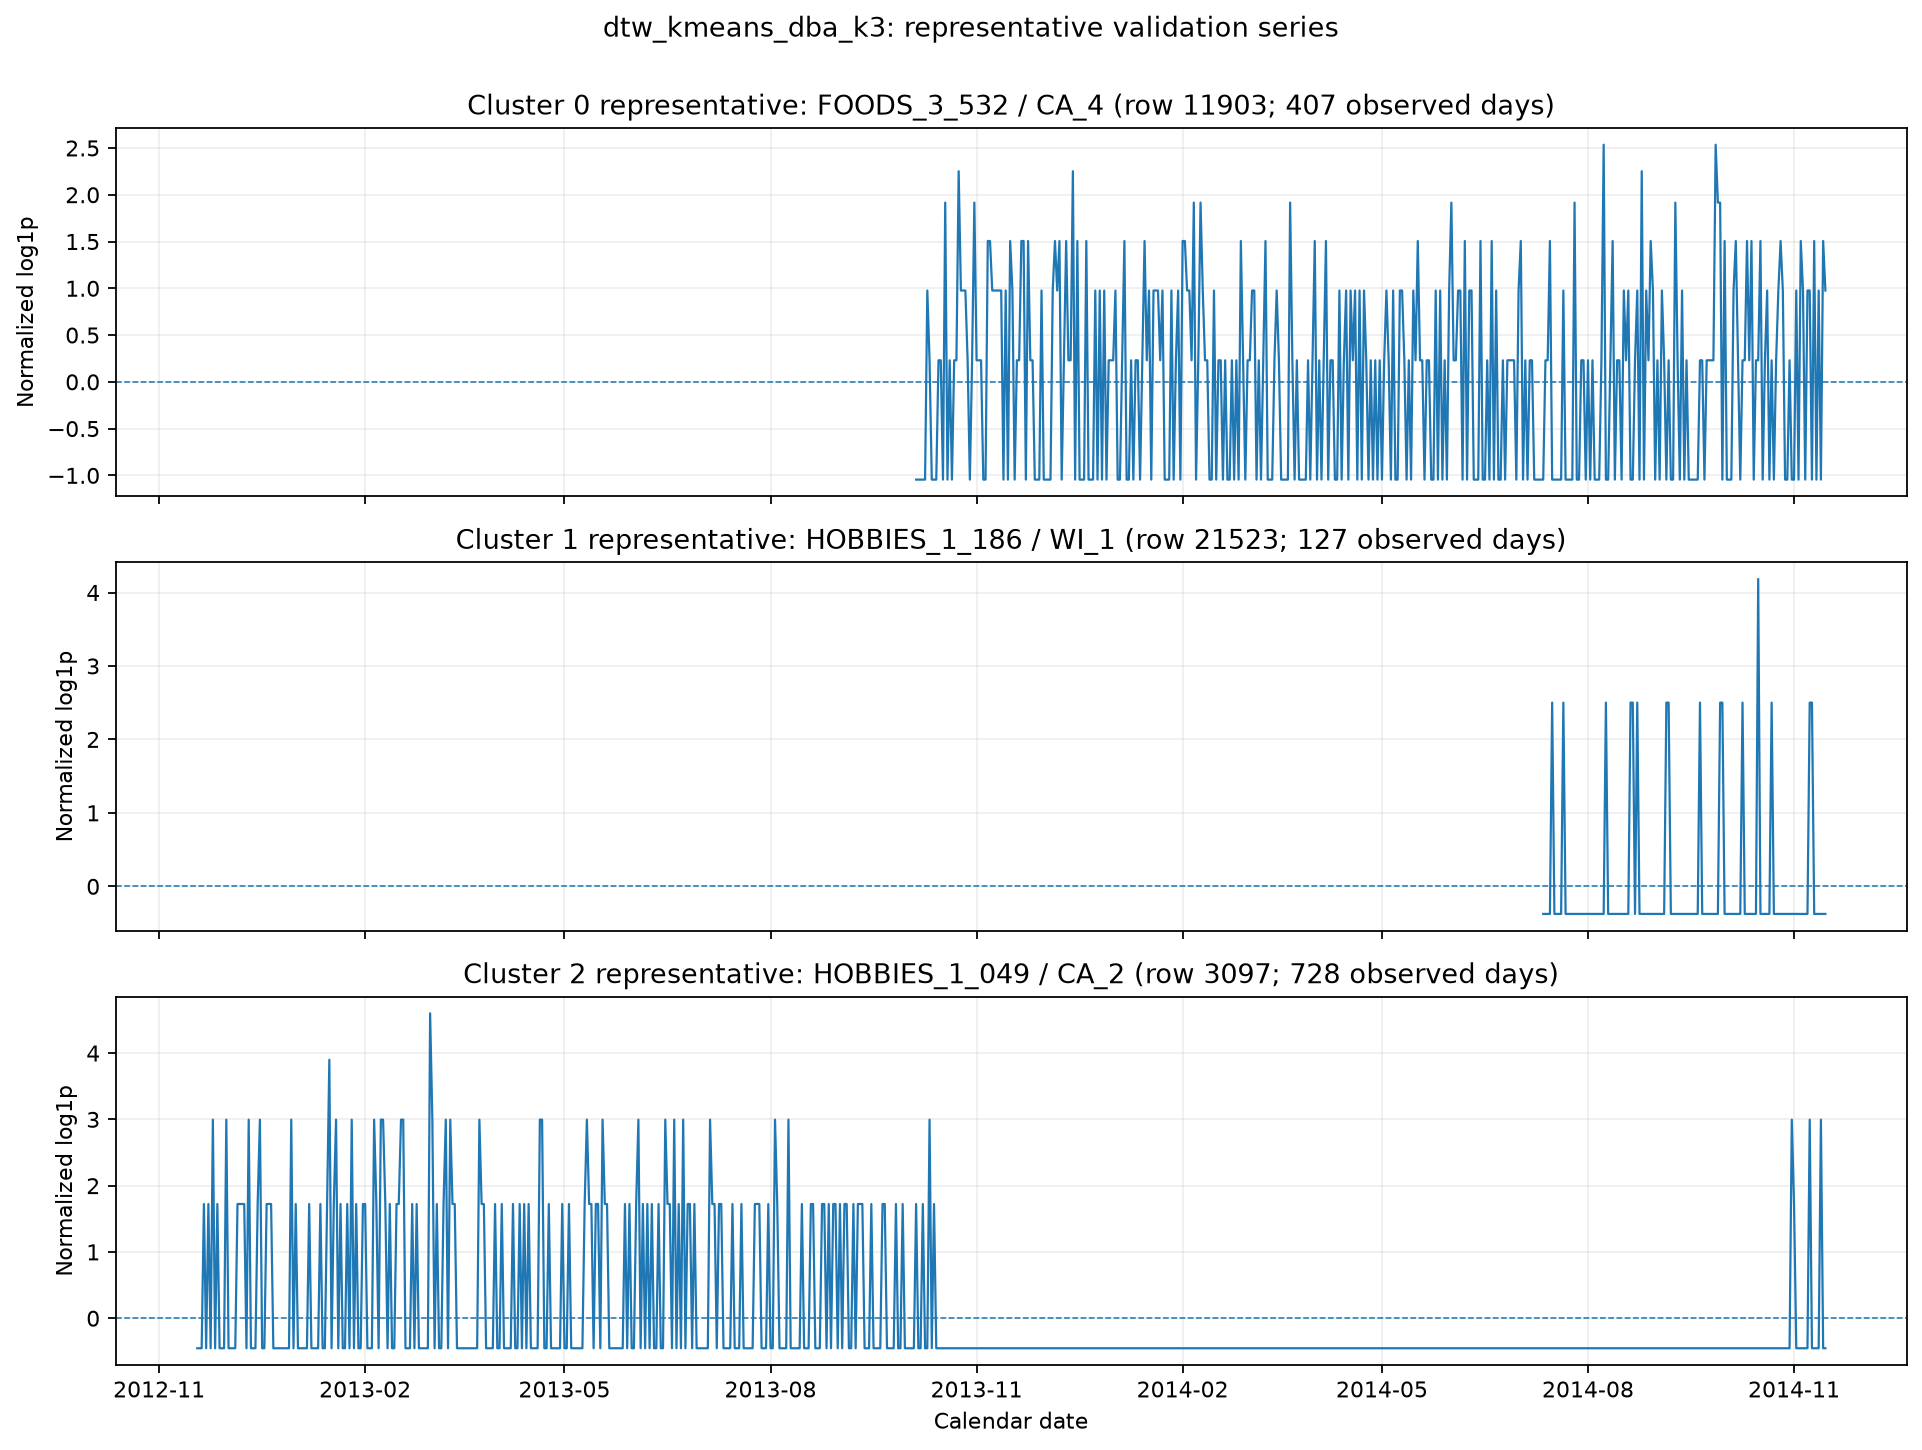 dtw_kmeans_dba_k3: representative validation series
Cluster 0 representative: FOODS_3_532 / CA_4 (row 11903; 407 observed days)
Normalized log1p
2.5
2.0
1.5
1.0
0.5
0.0
−0.5
−1.0
Cluster 1 representative: HOBBIES_1_186 / WI_1 (row 21523; 127 observed days)
Normalized log1p
4
3
2
1
0
Cluster 2 representative: HOBBIES_1_049 / CA_2 (row 3097; 728 observed days)
Normalized log1p
4
3
2
1
0
2012-11 2013-02 2013-05 2013-08 2013-11 2014-02 2014-05 2014-08 2014-11
Calendar date